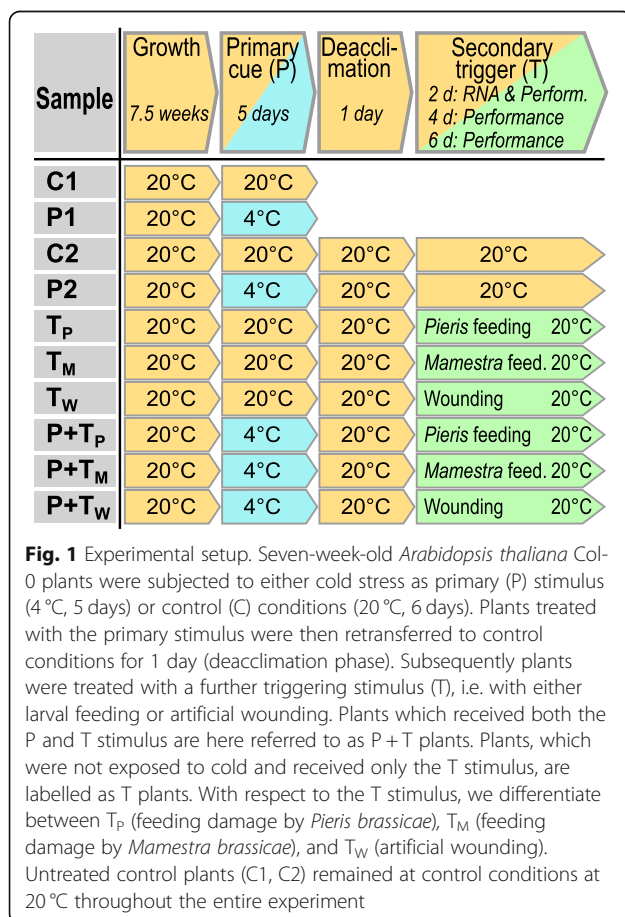 Sample
Growth
7.5 weeks
Primary
cue (P)
5 days
Deaccli-
mation
1 day
Secondary
trigger (T)
2 d: RNA & Perform.
4 d: Performance
6 d: Performance
C1 20°C 20°C
P1 20°C 4°C
C2 20°C 20°C 20°C 20°C
P2 20°C 4°C 20°C 20°C
TP 20°C 20°C 20°C Pieris feeding 20°C
TM 20°C 20°C 20°C Mamestra feed. 20°C
TW 20°C 20°C 20°C Wounding 20°C
P+TP 20°C 4°C 20°C Pieris feeding 20°C
P+TM 20°C 4°C 20°C Mamestra feed. 20°C
P+TW 20°C 4°C 20°C Wounding 20°C
Fig. 1 Experimental setup. Seven-week-old Arabidopsis thaliana Col-
0 plants were subjected to either cold stress as primary (P) stimulus
(4 °C, 5 days) or control (C) conditions (20 °C, 6 days). Plants treated
with the primary stimulus were then retransferred to control
conditions for 1 day (deacclimation phase). Subsequently plants
were treated with a further triggering stimulus (T), i.e. with either
larval feeding or artificial wounding. Plants which received both the
P and T stimulus are here referred to as P + T plants. Plants, which
were not exposed to cold and received only the T stimulus, are
labelled as T plants. With respect to the T stimulus, we differentiate
between TP (feeding damage by Pieris brassicae), TM (feeding
damage by Mamestra brassicae), and TW (artificial wounding).
Untreated control plants (C1, C2) remained at control conditions at
20 °C throughout the entire experiment